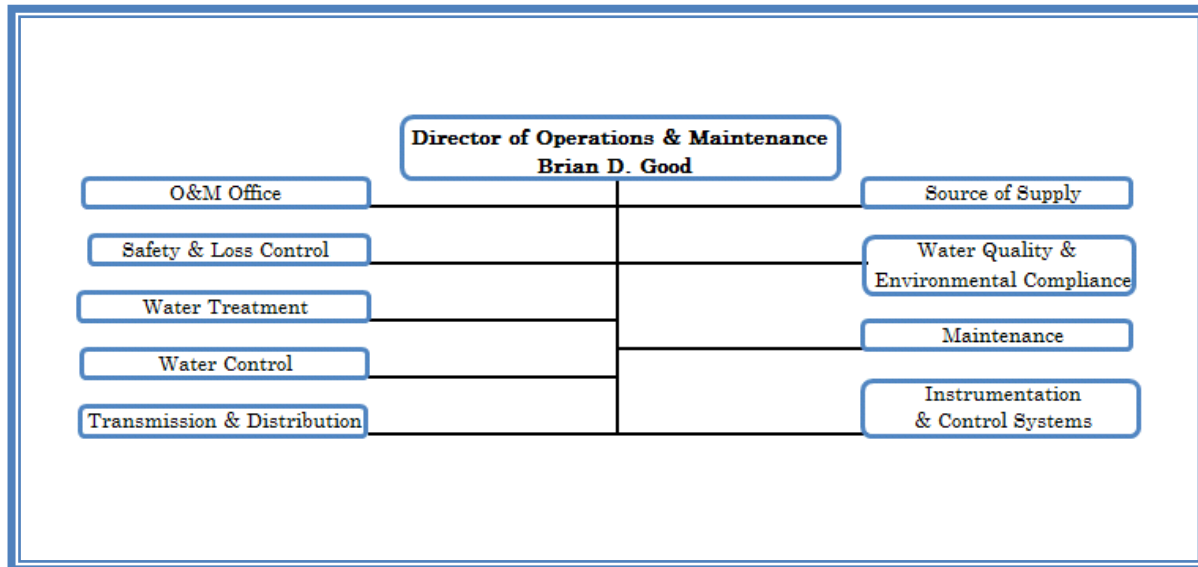 Director of Operations & Maintenance
Brian D. Good
O&M Office
Safety & Loss Control
Water Treatment
Water Control
Transmission & Distribution
Source of Supply
Water Quality &
Environmental Compliance
Maintenance
Instrumentation
& Control Systems